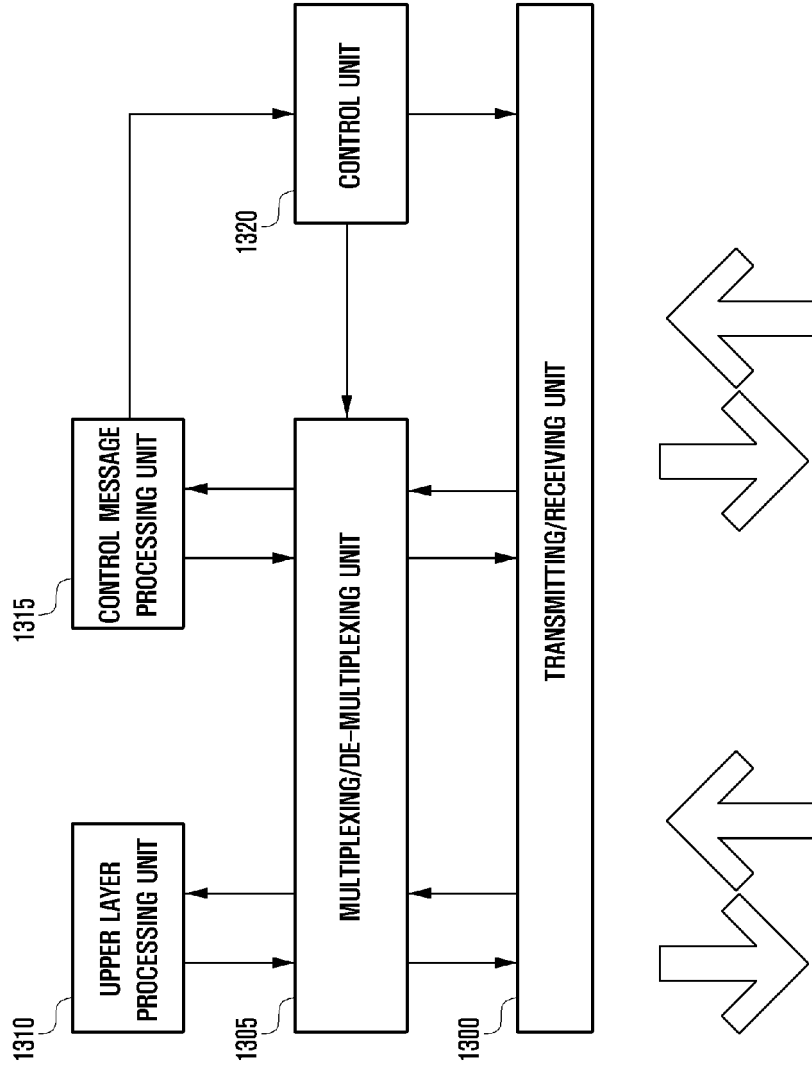 1310
UPPER LAYER
PROCESSING UNIT
1315
CONTROL MESSAGE
PROCESSING UNIT
1305
MULTIPLEXING/DE-MULTIPLEXING UNIT
1320
CONTROL UNIT
1300
TRANSMITTING/RECEIVING UNIT